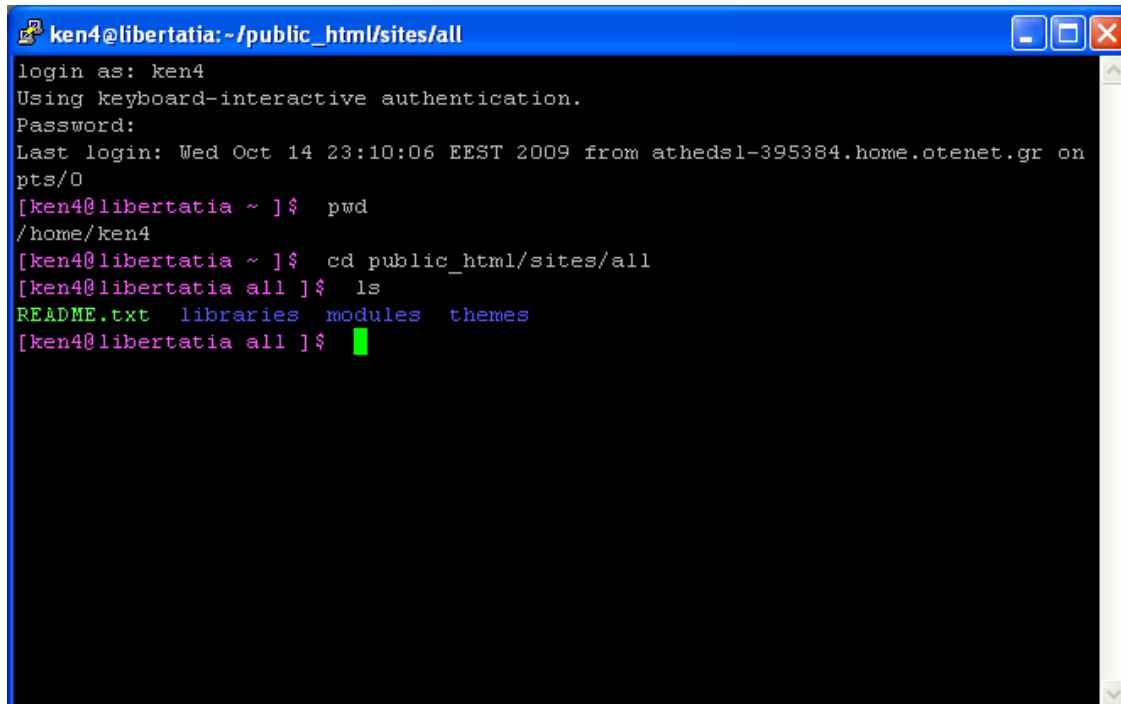 ken4@libertatia:~/public_html/sites/all
login as: ken4
Using keyboard-interactive authentication.
Password:
Last login: Wed Oct 14 23:10:06 EEST 2009 from athedsl-395384.home.otenet.gr on
pts/0
[ken4@libertatia ~ ]$  pwd
/home/ken4
[ken4@libertatia ~ ]$  cd public_html/sites/all
[ken4@libertatia all ]$  ls
README.txt  libraries  modules  themes
[ken4@libertatia all ]$